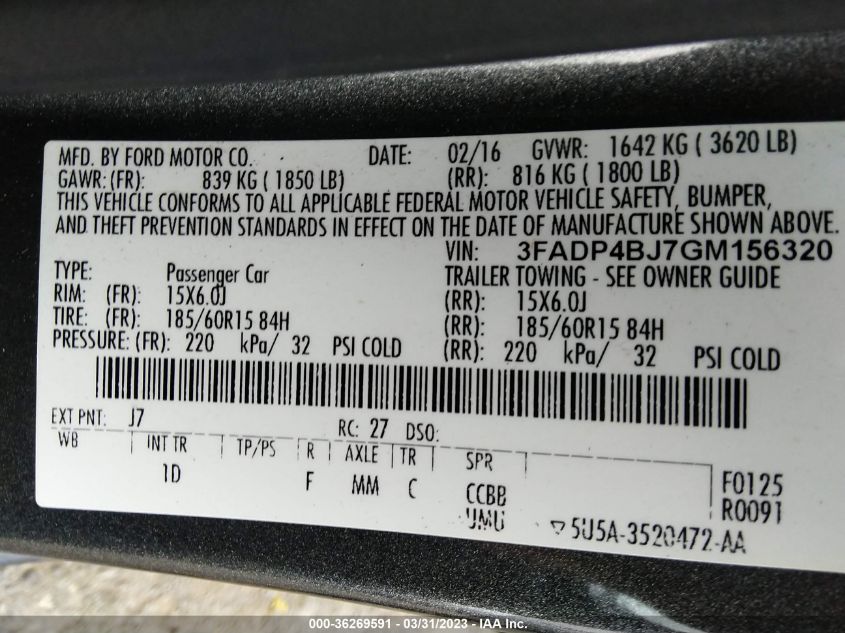 MFD. BY FORD MOTOR CO. DATE: 02/16 GVWR: 1642 KG ( 3620 LB)
GAWR:(FR): 839 KG ( 1850 LB) (RR): 816 KG ( 1800 LB)
THIS VEHICLE CONFORMS TO ALL APPLICABLE FEDERAL MOTOR VEHICLE SAFETY, BUMPER,
AND THEFT PREVENTION STANDARDS IN EFFECT ON THE DATE OF MANUFACTURE SHOWN ABOVE.
VIN: 3FADP4BJ7GM156320
TYPE: Passenger Car TRAILER TOWING - SEE OWNER GUIDE
RIM: (FR): 15X6.0J (RR): 15X6.0J
TIRE: (FR): 185/60R15 84H (RR): 185/60R15 84H
PRESSURE: (FR): 220 kPa/ 32 PSI COLD (RR): 220 kPa/ 32 PSI COLD
EXT PNT: J7 RC: 27 DSO:
WB INT TR TP/PS R AXLE TR SPR
1D F MM C CCBB F0125
UMU R0091
5U5A-3520472-AA
000-36269591 - 03/31/2023 - IAA Inc.